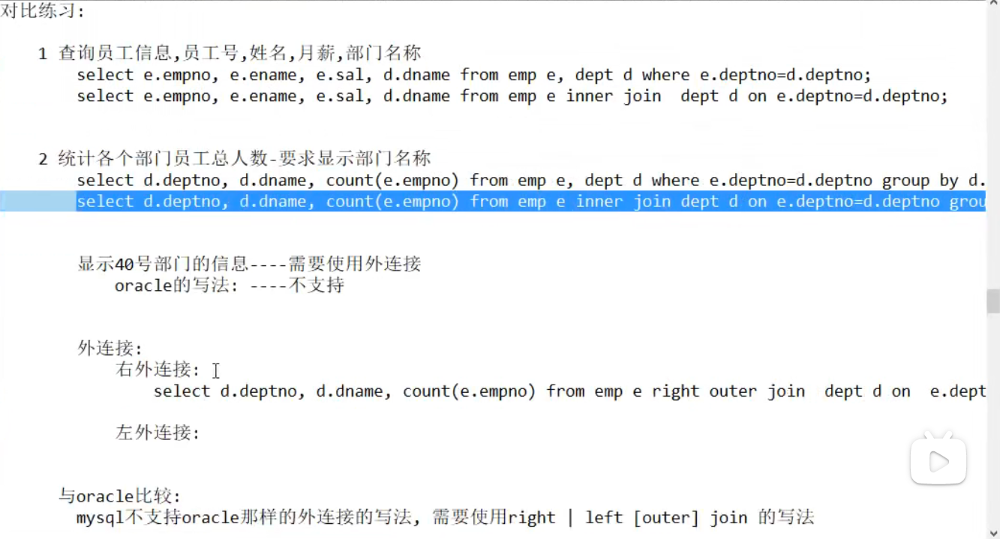 对比练习:
1 查询员工信息,员工号,姓名,月薪,部门名称
select e.empno, e.ename, e.sal, d.dname from emp e, dept d where e.deptno=d.deptno;
select e.empno, e.ename, e.sal, d.dname from emp e inner join  dept d on e.deptno=d.deptno;
2 统计各个部门员工总人数-要求显示部门名称
select d.deptno, d.dname, count(e.empno) from emp e, dept d where e.deptno=d.deptno group by d.
select d.deptno, d.dname, count(e.empno) from emp e inner join dept d on e.deptno=d.deptno grou
显示40号部门的信息----需要使用外连接
oracle的写法: ----不支持
外连接:
右外连接:
select d.deptno, d.dname, count(e.empno) from emp e right outer join  dept d on  e.dept
左外连接:
与oracle比较:
mysql不支持oracle那样的外连接的写法, 需要使用right | left [outer] join 的写法